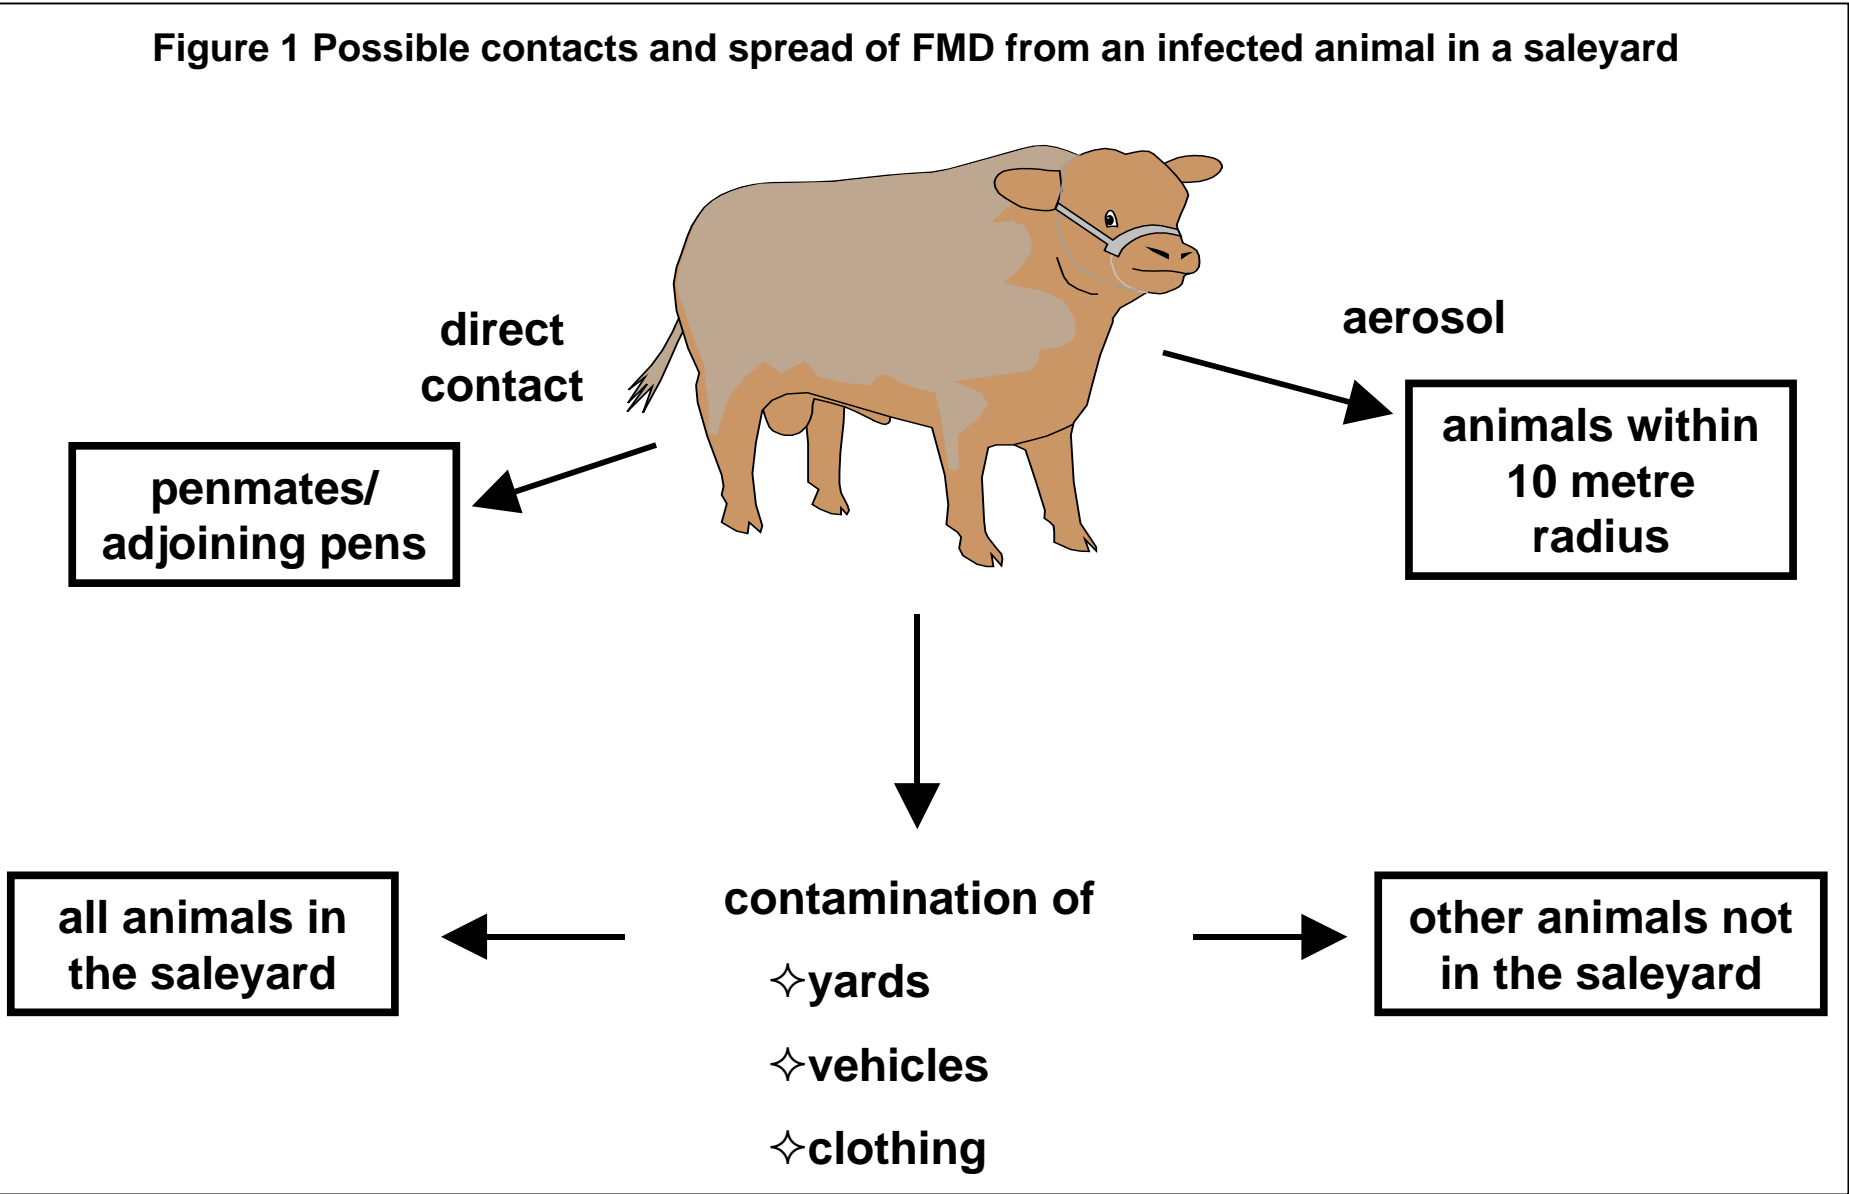 Figure 1 Possible contacts and spread of FMD from an infected animal in a saleyard
direct
contact
aerosol
penmates/
adjoining pens
animals within
10 metre
radius
all animals in
the saleyard
contamination of
✧yards
✧vehicles
✧clothing
other animals not
in the saleyard